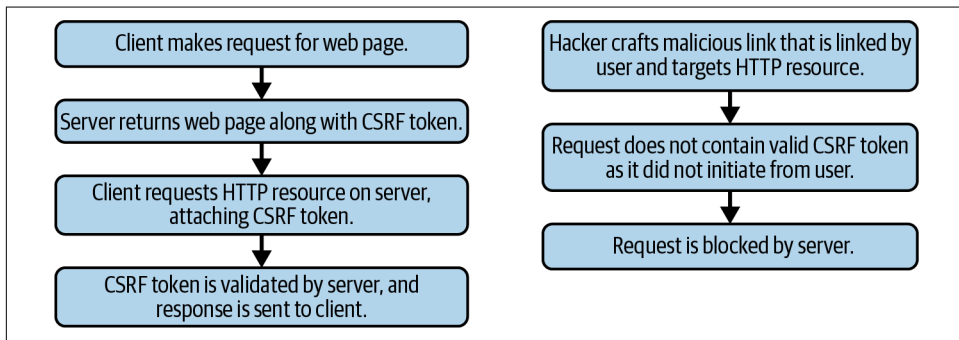 Client makes request for web page.
Server returns web page along with CSRF token.
Client requests HTTP resource on server,
attaching CSRF token.
CSRF token is validated by server, and
response is sent to client.
Hacker crafts malicious link that is linked by
user and targets HTTP resource.
Request does not contain valid CSRF token
as it did not initiate from user.
Request is blocked by server.